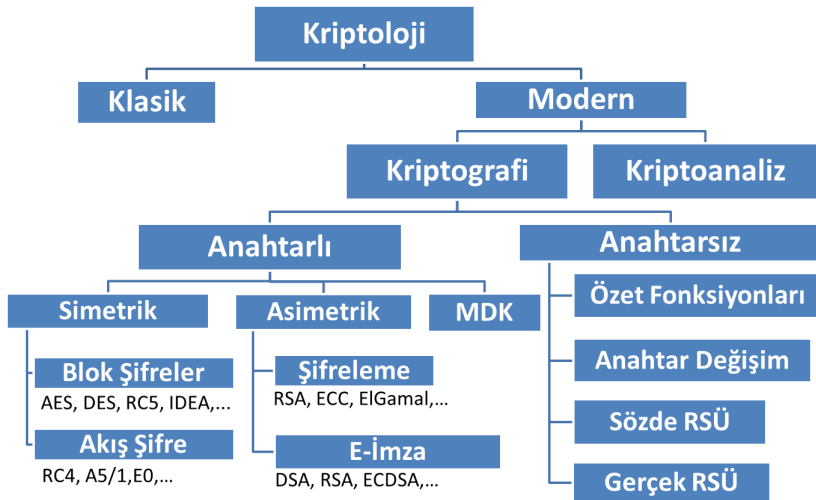 Kriptoloji
Klasik
Modern
Kriptografi
Kriptoanaliz
Anahtarlı
Anahtarsız
Simetrik
Asimetrik
MDK
Özet Fonksiyonları
Blok Şifreler
AES, DES, RC5, IDEA,...
Şifreleme
RSA, ECC, ElGamal,...
Anahtar Değişim
Akış Şifre
RC4, A5/1,E0,...
E-İmza
DSA, RSA, ECDSA,...
Sözde RSÜ
Gerçek RSÜ